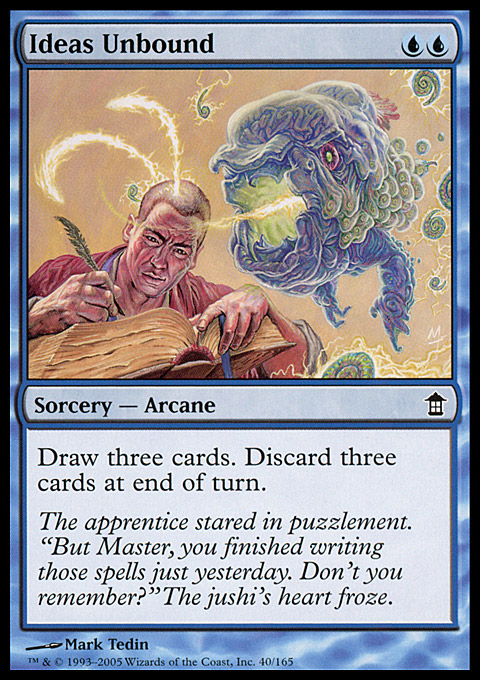 Ideas Unbound
MT
Sorcery — Arcane
Draw three cards. Discard three
cards at end of turn.
The apprentice stared in puzzlement.
“But Master, you finished writing
those spells just yesterday. Don’t you
remember?” The jushi’s heart froze.
Mark Tedin
™ & © 1993–2005 Wizards of the Coast, Inc. 40/165